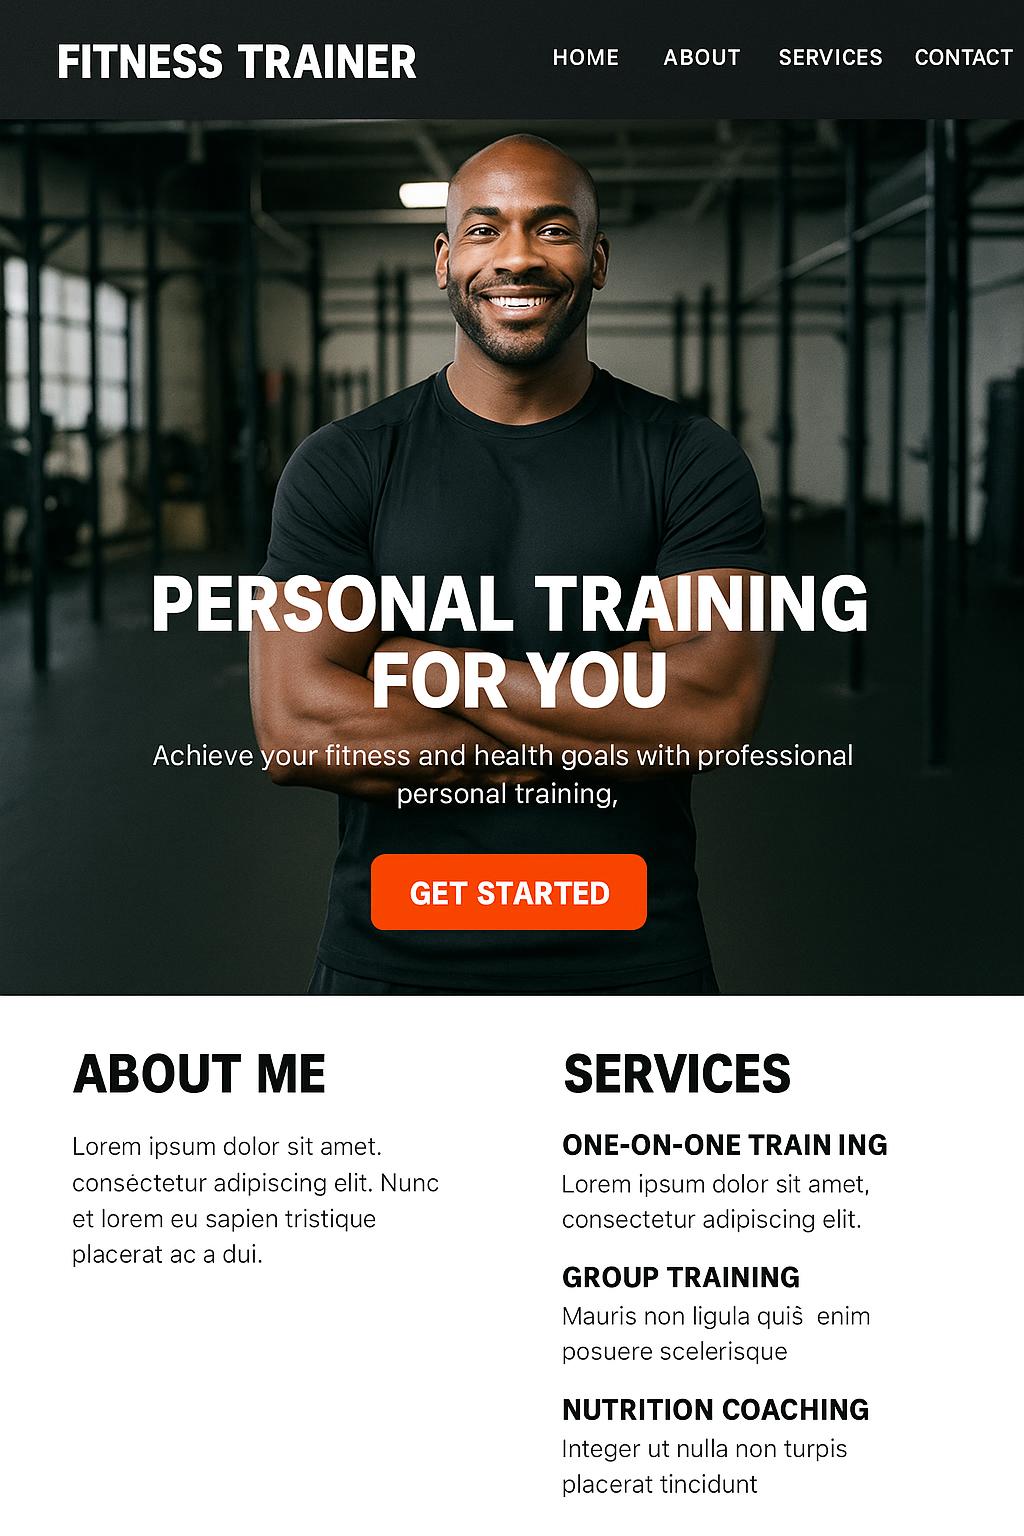 FITNESS TRAINER
HOME ABOUT SERVICES CONTACT
PERSONAL TRAINING
FOR YOU
Achieve your fitness and health goals with professional
personal training,
GET STARTED
ABOUT ME
Lorem ipsum dolor sit amet.
consėctetur adipiscing elit. Nunc
et lorem eu sapien tristique
placerat ac a dui.
SERVICES
ONE-ON-ONE TRAIN ING
Lorem ipsum dolor sit amet,
consectetur adipiscing elit.
GROUP TRAINING
Mauris non ligula quiŝ enim
posuere scelerisque
NUTRITION COACHING
Integer ut nulla non turpis
placerat tincidunt